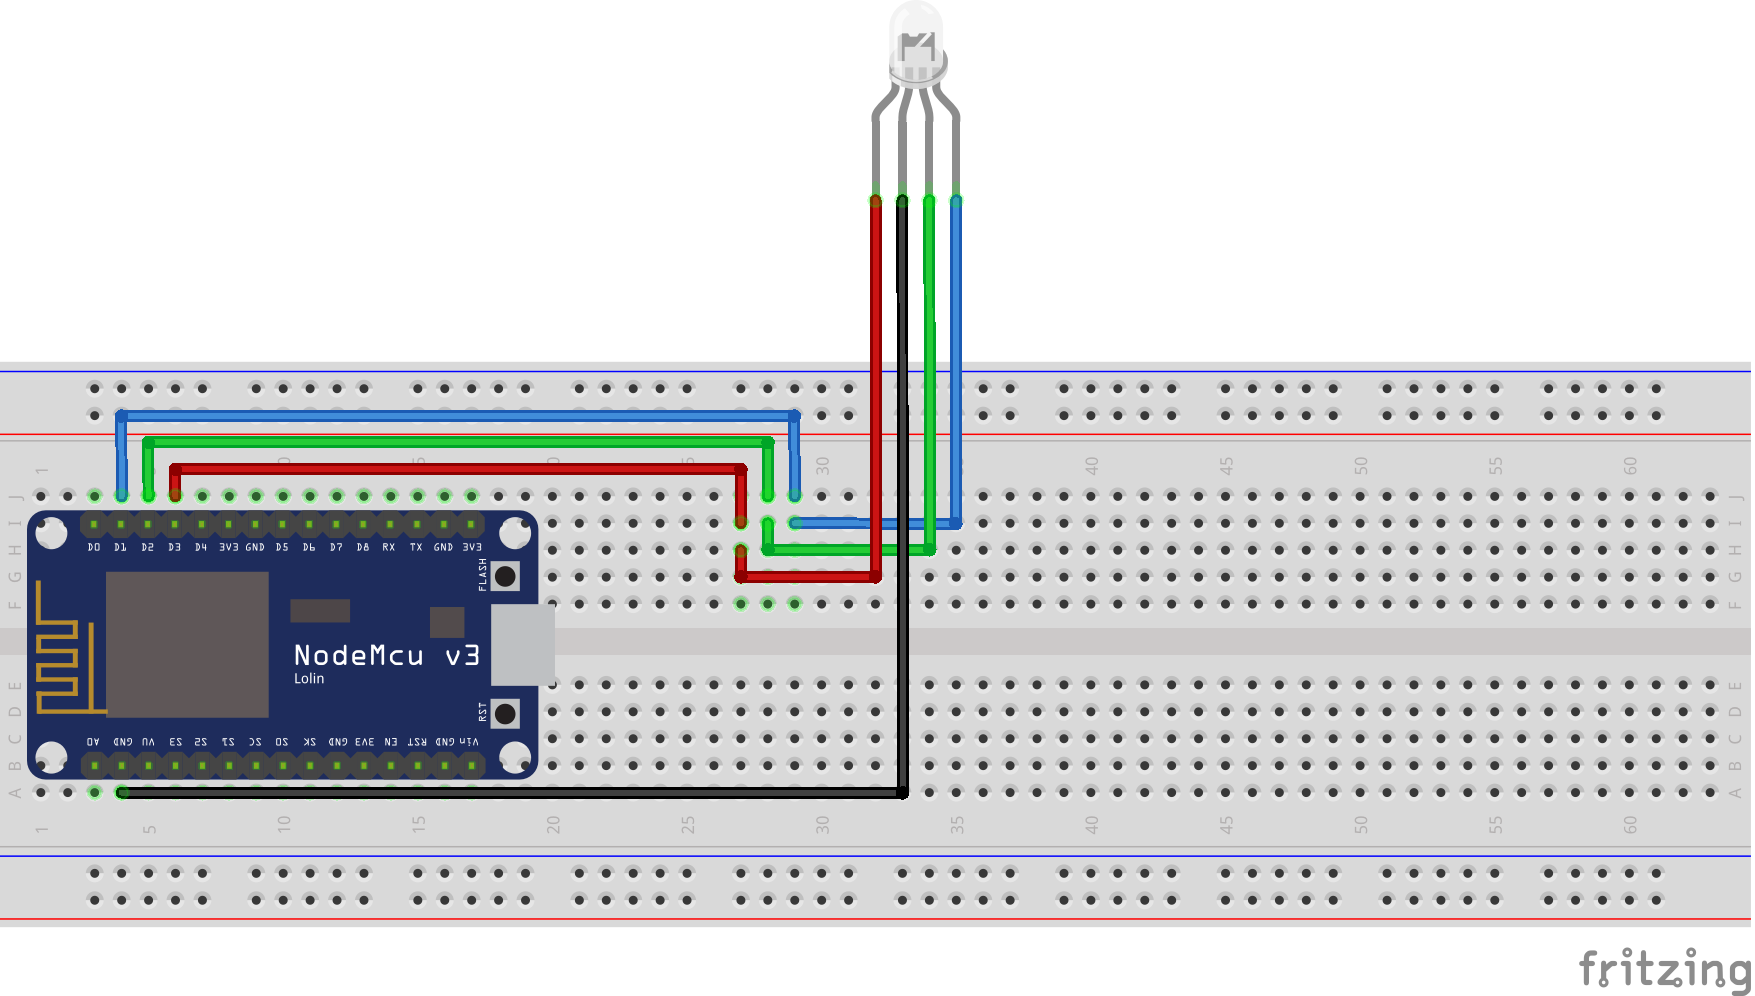 1 10 15 25 30 35 40 45 50 55 60
J J
I I
H H
G G
F F
D0 D1 D2 D3 D4 3V3 GND D5 D6 D7 D8 RX TX GND 3V3
FLASH
NodeMcu v3
Lolin
RST
A0 GND VU S3 S2 S1 SC S0 SK GND 3V3 EN RST GND Vin
E E
D D
C C
B B
A A
1 5 10 15 20 25 30 35 40 45 50 55 60
fritzing